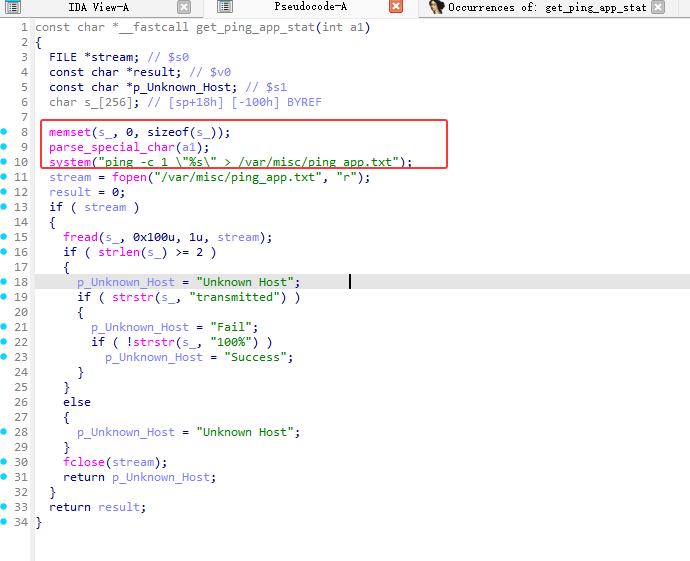 IDA View-A
Pseudocode-A
Occurrences of: get_ping_app_stat
1 const char *__fastcall get_ping_app_stat(int a1)
2 {
3 FILE *stream; // $s0
4 const char *result; // $v0
5 const char *p_Unknown_Host; // $s1
6 char s_[256]; // [sp+18h] [-100h] BYREF
7
8 memset(s_, 0, sizeof(s_));
9 parse_special_char(a1);
10 system("ping -c 1 \"%s\" > /var/misc/ping_app.txt");
11 stream = fopen("/var/misc/ping_app.txt", "r");
12 result = 0;
13 if ( stream )
14 {
15 fread(s_, 0x100u, 1u, stream);
16 if ( strlen(s_) >= 2 )
17 {
18 p_Unknown_Host = "Unknown Host";
19 if ( strstr(s_, "transmitted") )
20 {
21 p_Unknown_Host = "Fail";
22 if ( !strstr(s_, "100%") )
23 p_Unknown_Host = "Success";
24 }
25 }
26 else
27 {
28 p_Unknown_Host = "Unknown Host";
29 }
30 fclose(stream);
31 return p_Unknown_Host;
32 }
33 return result;
34 }